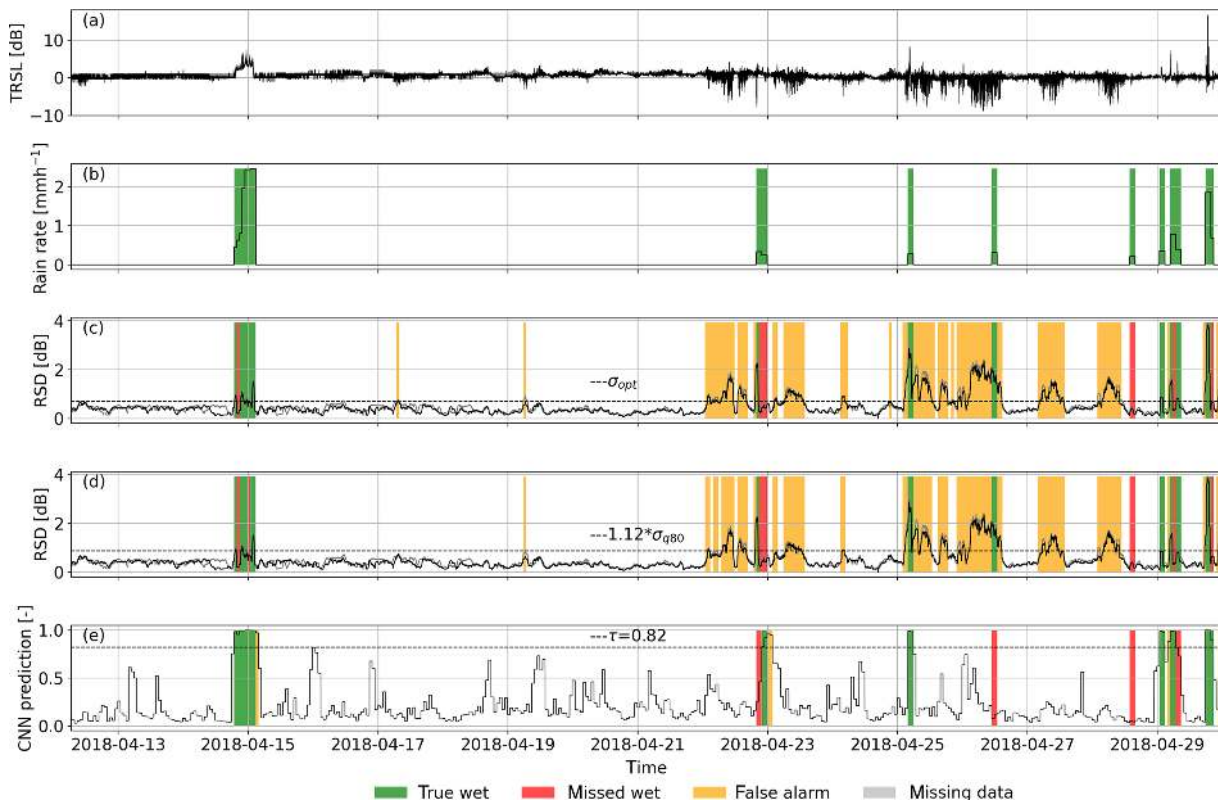 (a)
TRSL [dB]
10
0
−10
(b)
Rain rate [mmh⁻¹]
2
1
0
(c)
RSD [dB]
4
2
0
---σopt
(d)
RSD [dB]
4
2
0
---1.12*σq80
(e)
CNN prediction [-]
1.0
0.5
0.0
---τ=0.82
2018-04-13 2018-04-15 2018-04-17 2018-04-19 2018-04-21 2018-04-23 2018-04-25 2018-04-27 2018-04-29
Time
True wet Missed wet False alarm Missing data